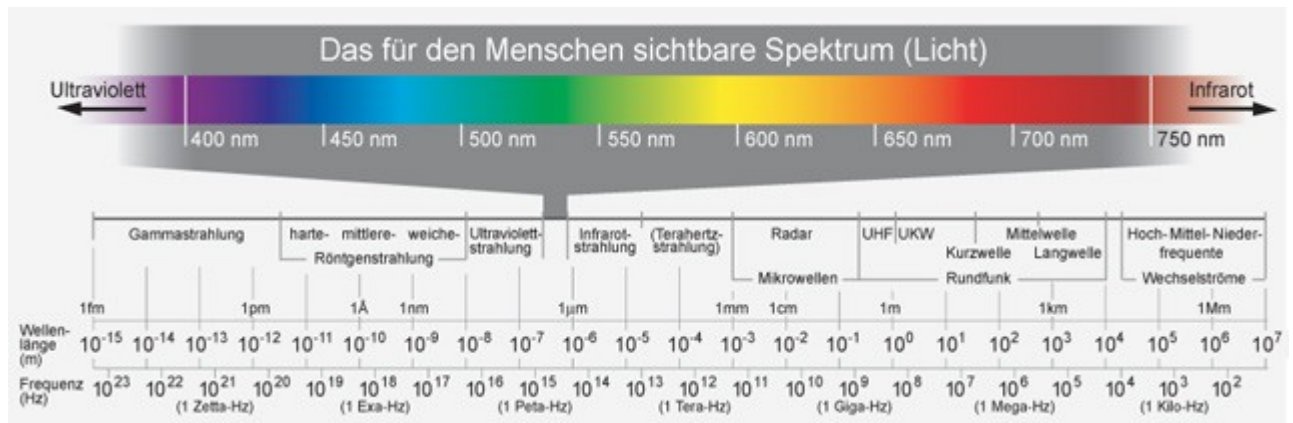 Das für den Menschen sichtbare Spektrum (Licht)
Ultraviolett
Infrarot
400 nm 450 nm 500 nm 550 nm 600 nm 650 nm 700 nm 750 nm
Gammastrahlung harte- mittlere- weiche- Ultraviolett- Infrarot- (Terahertz- Radar UHF UKW Mittelwelle Hoch- Mittel- Nieder-
Röntgenstrahlung strahlung strahlung strahlung) Kurzwelle Langwelle frequente
Mikrowellen Rundfunk Wechselströme
1fm 1pm 1Å 1nm 1µm 1mm 1cm 1m 1km 1Mm
Wellen-
länge
(m)
10⁻¹⁵ 10⁻¹⁴ 10⁻¹³ 10⁻¹² 10⁻¹¹ 10⁻¹⁰ 10⁻⁹ 10⁻⁸ 10⁻⁷ 10⁻⁶ 10⁻⁵ 10⁻⁴ 10⁻³ 10⁻² 10⁻¹ 10⁰ 10¹ 10² 10³ 10⁴ 10⁵ 10⁶ 10⁷
Frequenz
(Hz)
10²³ 10²² 10²¹ 10²⁰ 10¹⁹ 10¹⁸ 10¹⁷ 10¹⁶ 10¹⁵ 10¹⁴ 10¹³ 10¹² 10¹¹ 10¹⁰ 10⁹ 10⁸ 10⁷ 10⁶ 10⁵ 10⁴ 10³ 10²
(1 Zetta-Hz) (1 Exa-Hz) (1 Peta-Hz) (1 Tera-Hz) (1 Giga-Hz) (1 Mega-Hz) (1 Kilo-Hz)